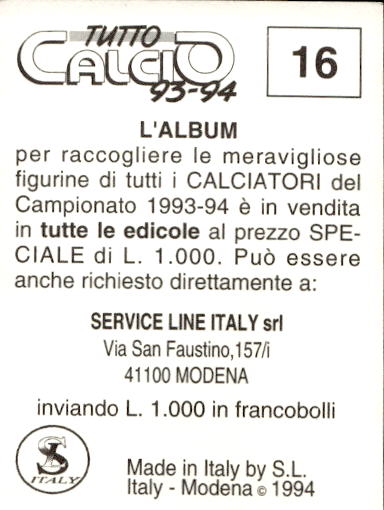 TUTTO
CALCIO
93-94
16
L'ALBUM
per raccogliere le meravigliose
figurine di tutti i CALCIATORI del
Campionato 1993-94 è in vendita
in tutte le edicole al prezzo SPE-
CIALE di L. 1.000. Può essere
anche richiesto direttamente a:
SERVICE LINE ITALY srl
Via San Faustino,157/i
41100 MODENA
inviando L. 1.000 in francobolli
SL
ITALY
Made in Italy by S.L.
Italy - Modena © 1994